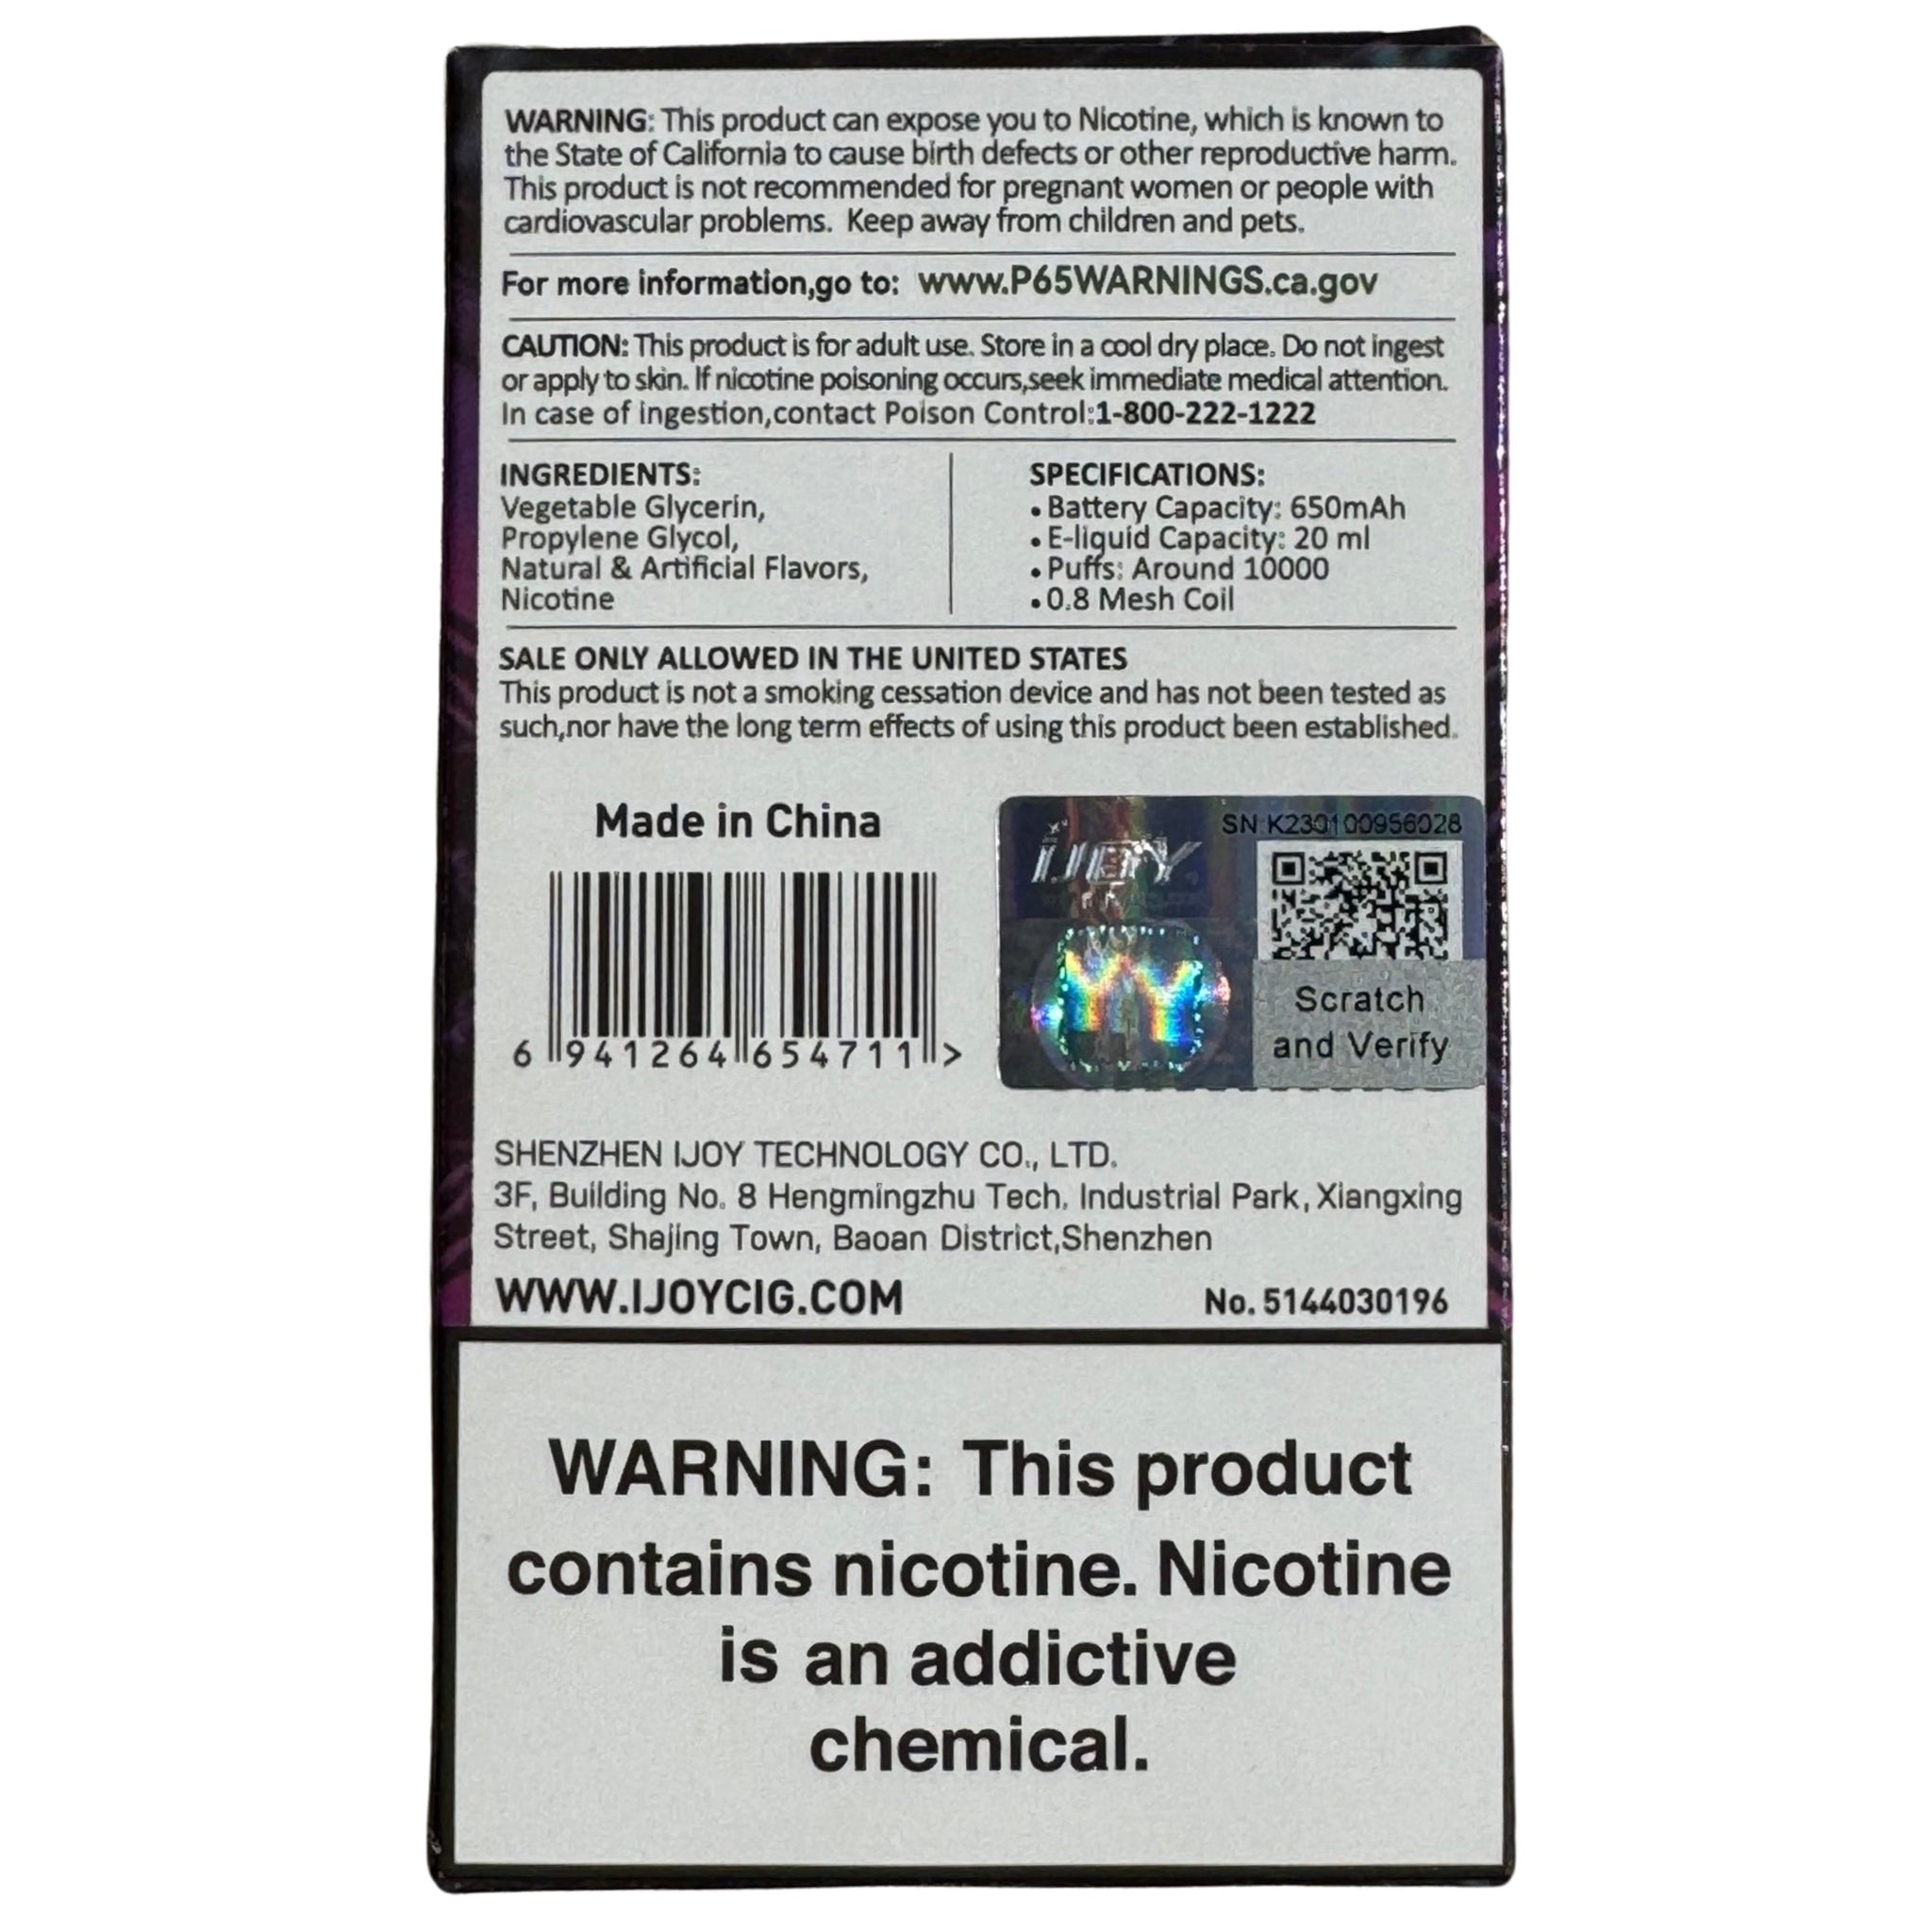 WARNING: This product can expose you to Nicotine, which is known to
the State of California to cause birth defects or other reproductive harm.
This product is not recommended for pregnant women or people with
cardiovascular problems. Keep away from children and pets.
For more information,go to: www.P65WARNINGS.ca.gov
CAUTION: This product is for adult use. Store in a cool dry place. Do not ingest
or apply to skin. If nicotine poisoning occurs,seek immediate medical attention.
In case of ingestion,contact Poison Control:1-800-222-1222
INGREDIENTS:
Vegetable Glycerin,
Propylene Glycol,
Natural & Artificial Flavors,
Nicotine
SPECIFICATIONS:
• Battery Capacity: 650mAh
• E-liquid Capacity: 20 ml
• Puffs: Around 10000
• 0.8 Mesh Coil
SALE ONLY ALLOWED IN THE UNITED STATES
This product is not a smoking cessation device and has not been tested as
such,nor have the long term effects of using this product been established.
Made in China
6 941264 654711 >
SN:K230100956028
iJOY
Scratch
and Verify
SHENZHEN IJOY TECHNOLOGY CO., LTD.
3F, Building No. 8 Hengmingzhu Tech. Industrial Park, Xiangxing
Street, Shajing Town, Baoan District,Shenzhen
WWW.IJOYCIG.COM
No. 5144030196
WARNING: This product
contains nicotine. Nicotine
is an addictive
chemical.